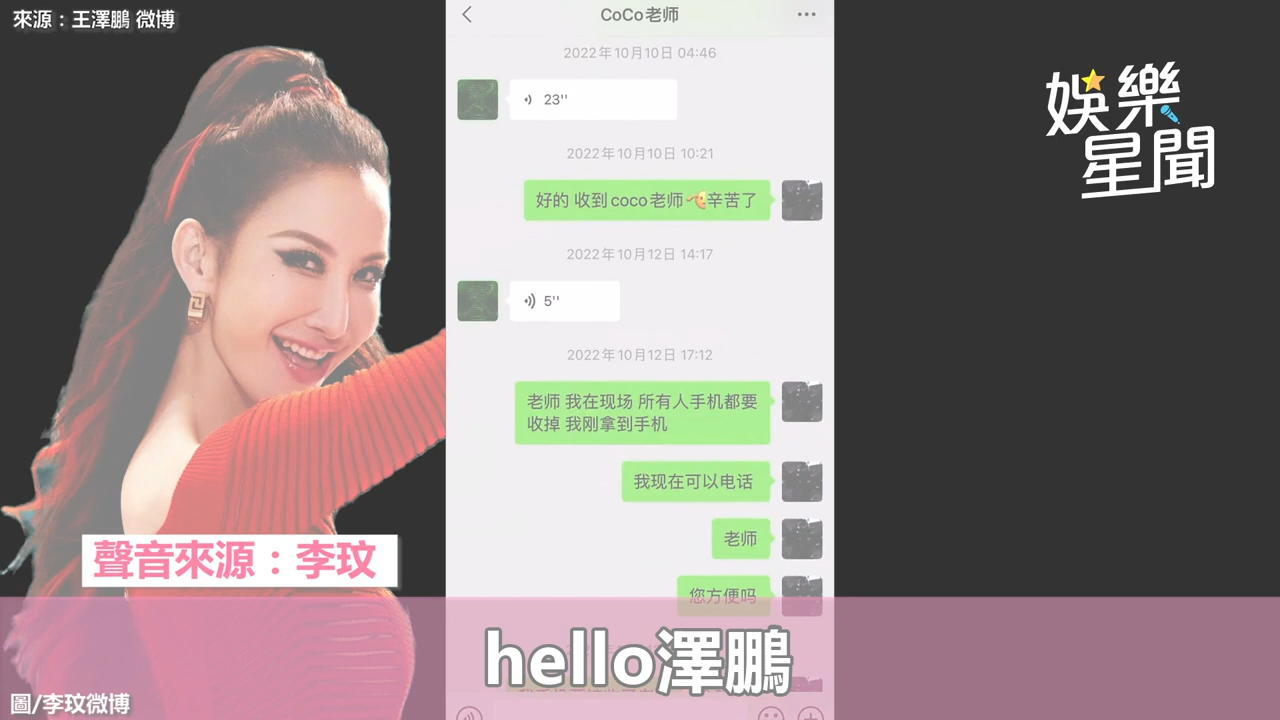 來源：王澤鵬 微博
CoCo老师
2022年10月10日 04:46
23''
2022年10月10日 10:21
好的 收到coco老师🫡辛苦了
2022年10月12日 14:17
5''
2022年10月12日 17:12
老师 我在现场 所有人手机都要
收掉 我刚拿到手机
我现在可以电话
老师
您方便吗
娛樂
星聞
聲音來源：李玟
hello澤鵬
圖/李玟微博